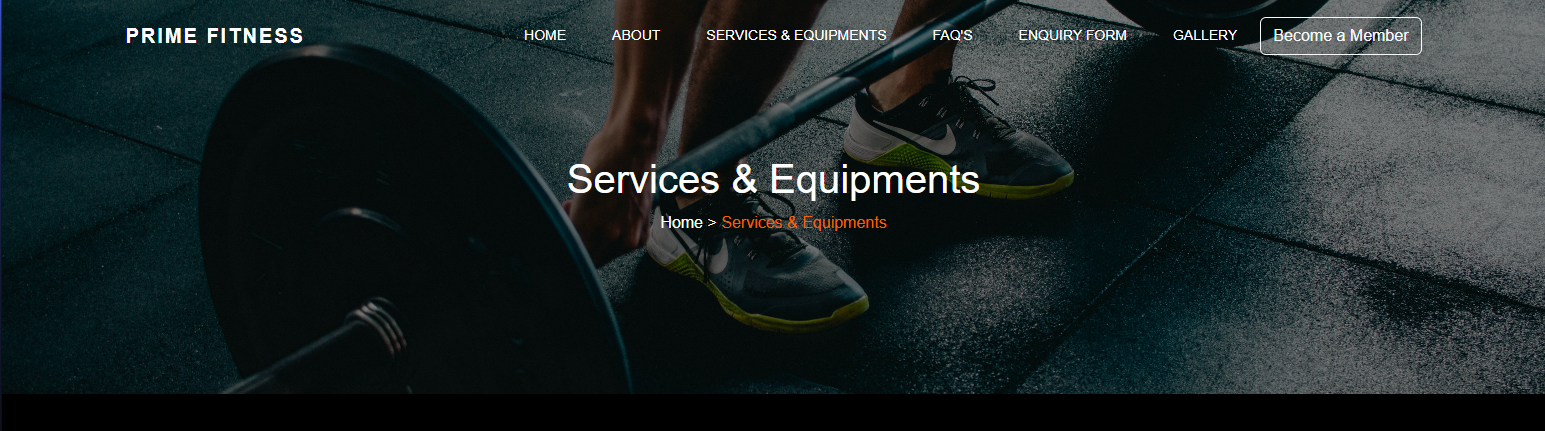 PRIME FITNESS
HOME ABOUT SERVICES & EQUIPMENTS FAQ'S ENQUIRY FORM GALLERY Become a Member
Services & Equipments
Home > Services & Equipments